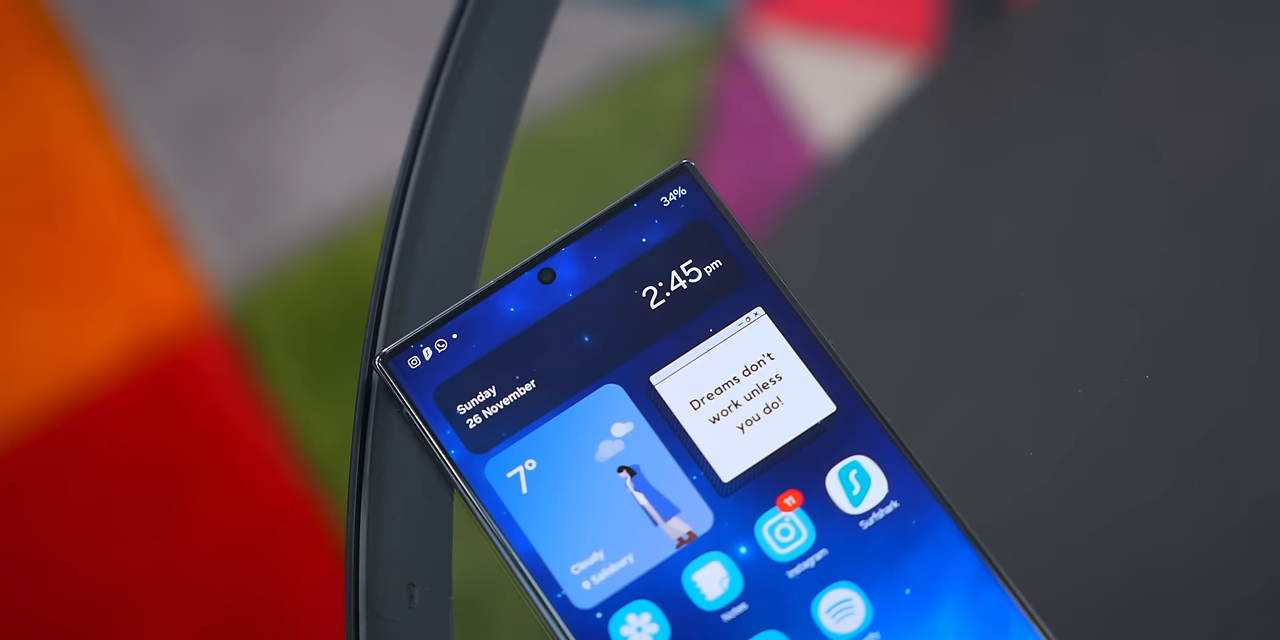 34%
2:45 pm
Sunday
26 November
7°
Cloudy
Salisbury
Dreams don't
work unless
you do!
11
Surfshark
Instagram
Notes